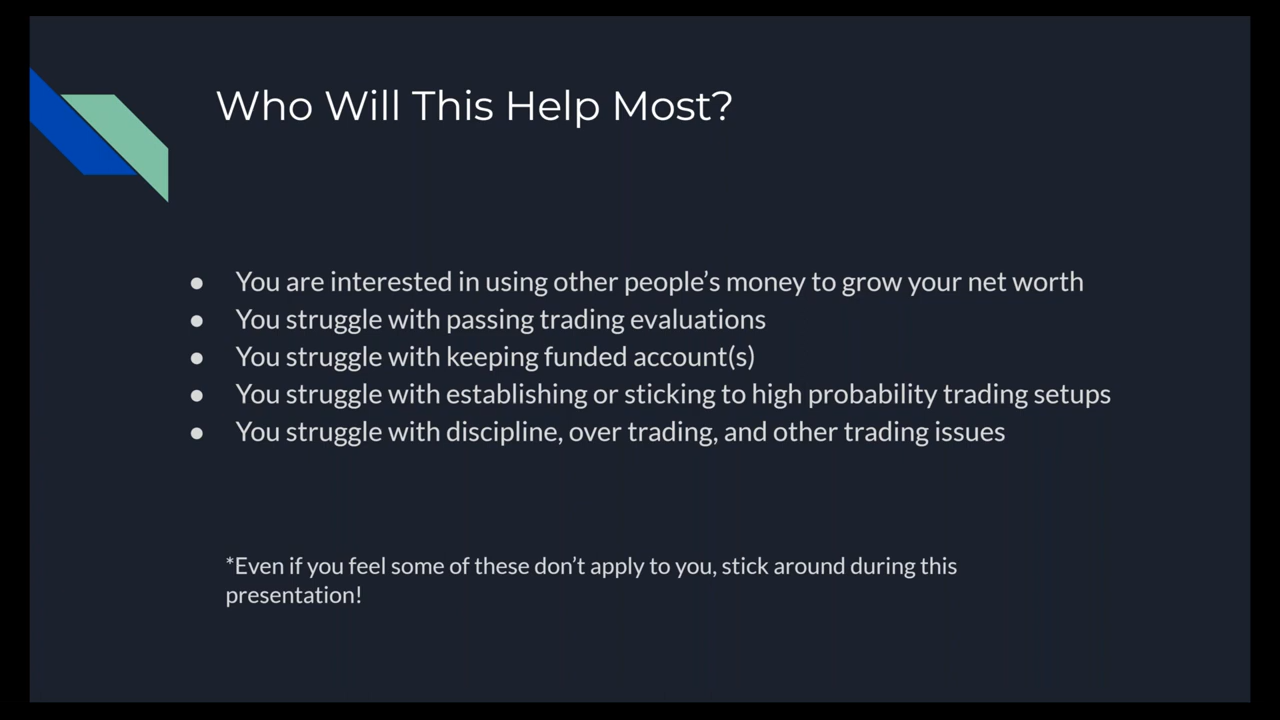 Who Will This Help Most?
● You are interested in using other people’s money to grow your net worth
● You struggle with passing trading evaluations
● You struggle with keeping funded account(s)
● You struggle with establishing or sticking to high probability trading setups
● You struggle with discipline, over trading, and other trading issues
*Even if you feel some of these don’t apply to you, stick around during this
presentation!